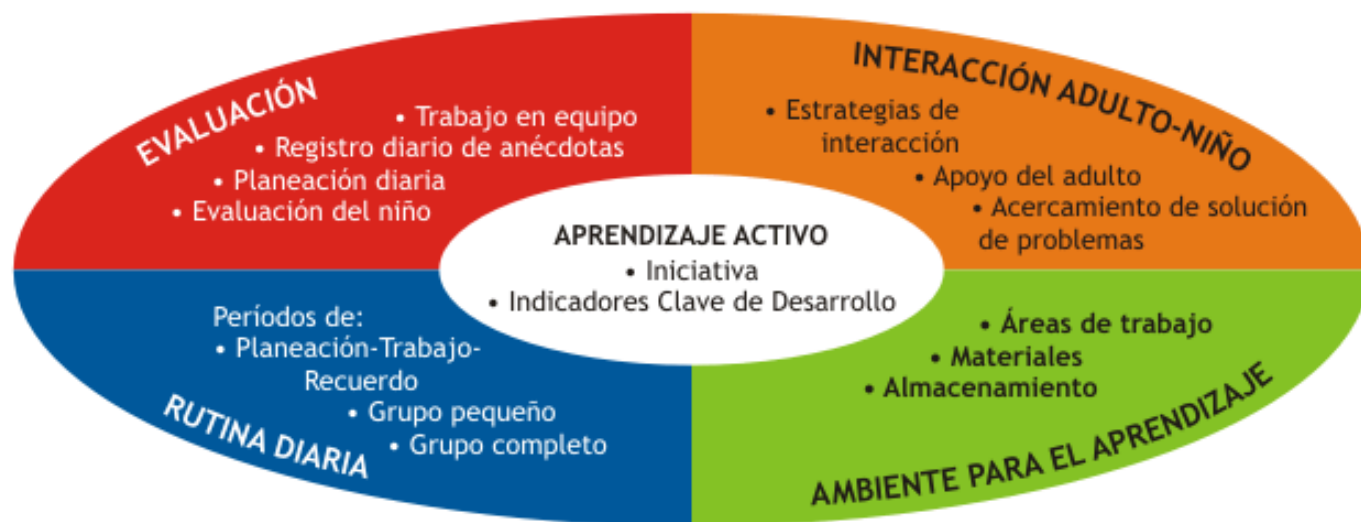 EVALUACIÓN
• Trabajo en equipo
• Registro diario de anécdotas
• Planeación diaria
• Evaluación del niño
INTERACCIÓN ADULTO-NIÑO
• Estrategias de
interacción
• Apoyo del adulto
• Acercamiento de solución
de problemas
APRENDIZAJE ACTIVO
• Iniciativa
• Indicadores Clave de Desarrollo
Períodos de:
• Planeación-Trabajo-
Recuerdo
• Grupo pequeño
• Grupo completo
RUTINA DIARIA
• Áreas de trabajo
• Materiales
• Almacenamiento
AMBIENTE PARA EL APRENDIZAJE